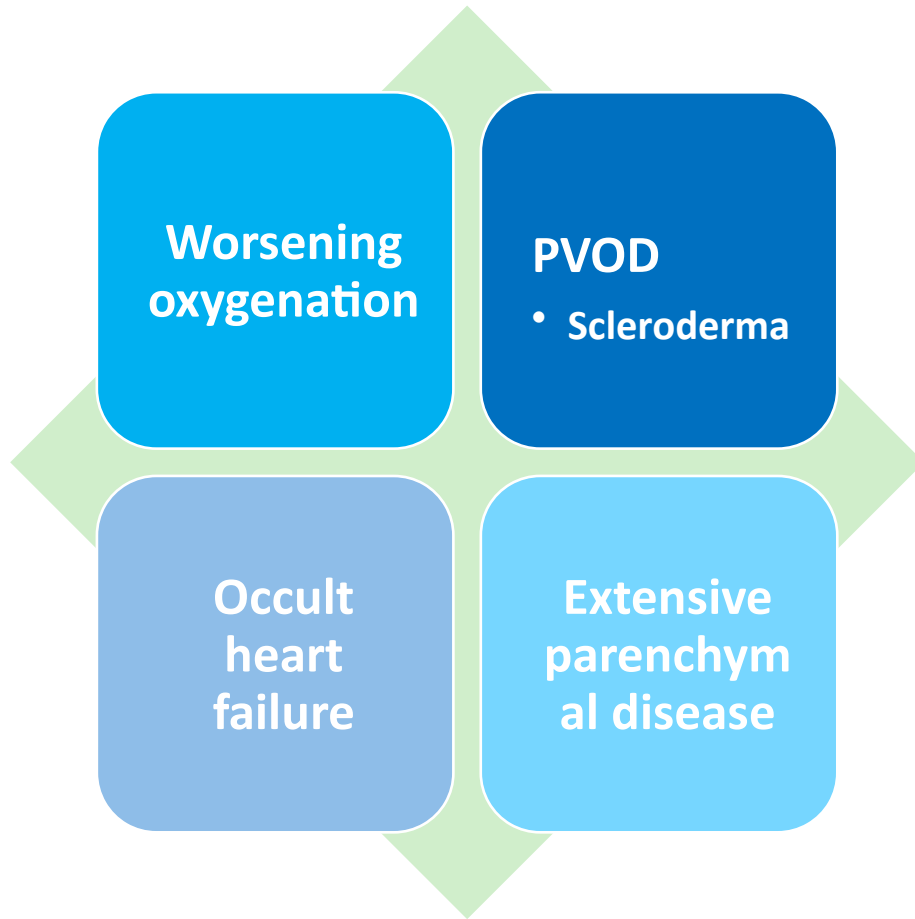 Worsening
oxygenation
PVOD
• Scleroderma
Occult
heart
failure
Extensive
parenchym
al disease